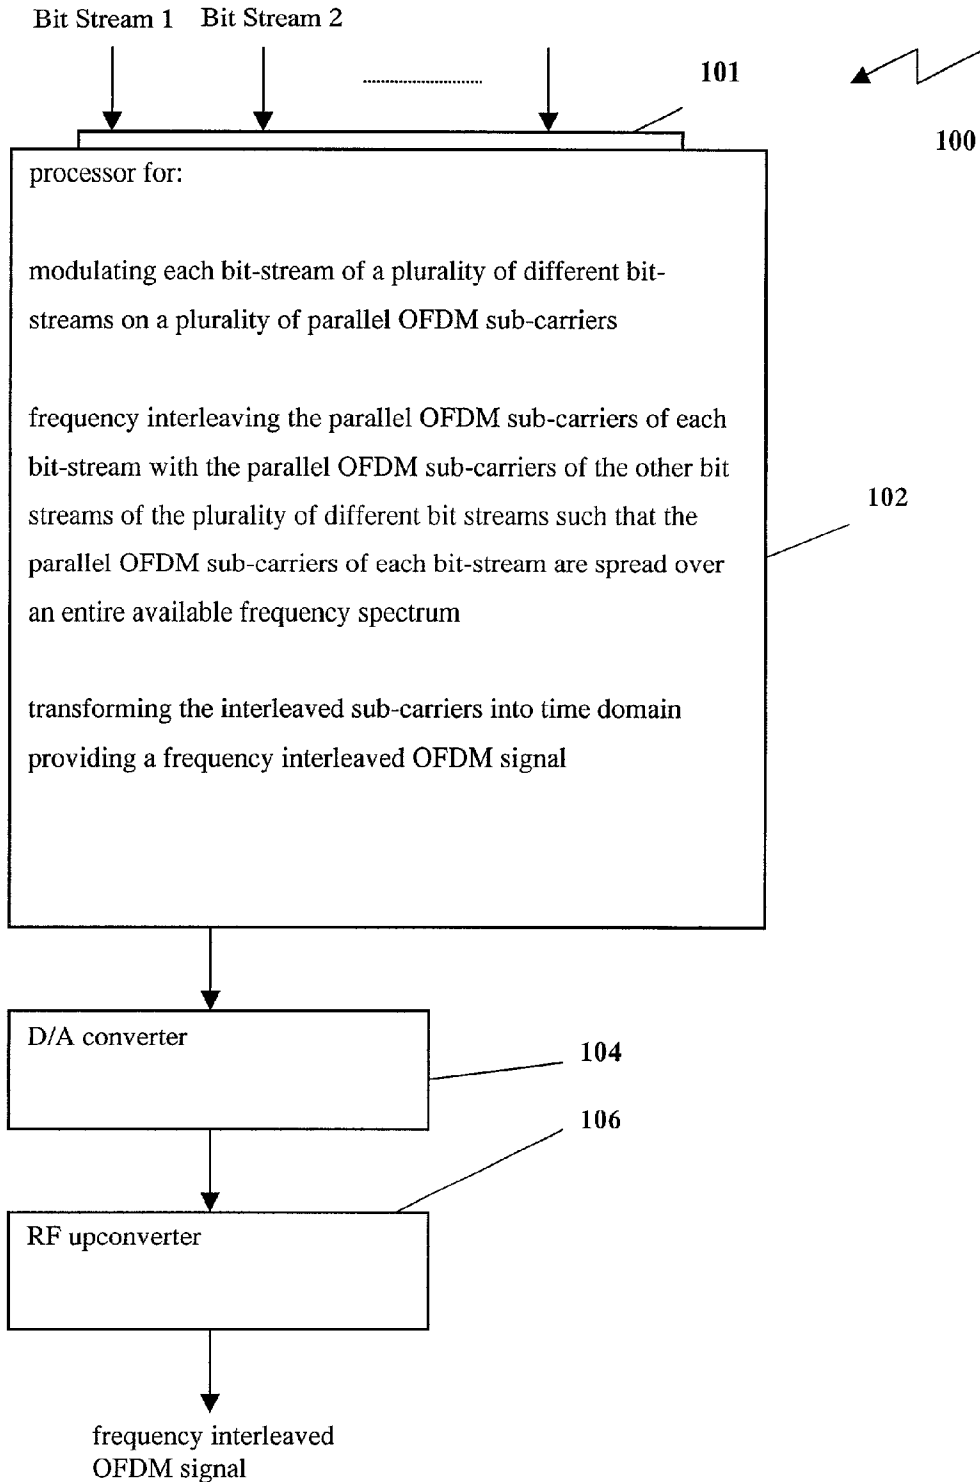 Bit Stream 1 Bit Stream 2
101
100
processor for:
modulating each bit-stream of a plurality of different bit-
streams on a plurality of parallel OFDM sub-carriers
frequency interleaving the parallel OFDM sub-carriers of each
bit-stream with the parallel OFDM sub-carriers of the other bit
streams of the plurality of different bit streams such that the
parallel OFDM sub-carriers of each bit-stream are spread over
an entire available frequency spectrum
102
transforming the interleaved sub-carriers into time domain
providing a frequency interleaved OFDM signal
D/A converter
104
106
RF upconverter
frequency interleaved
OFDM signal